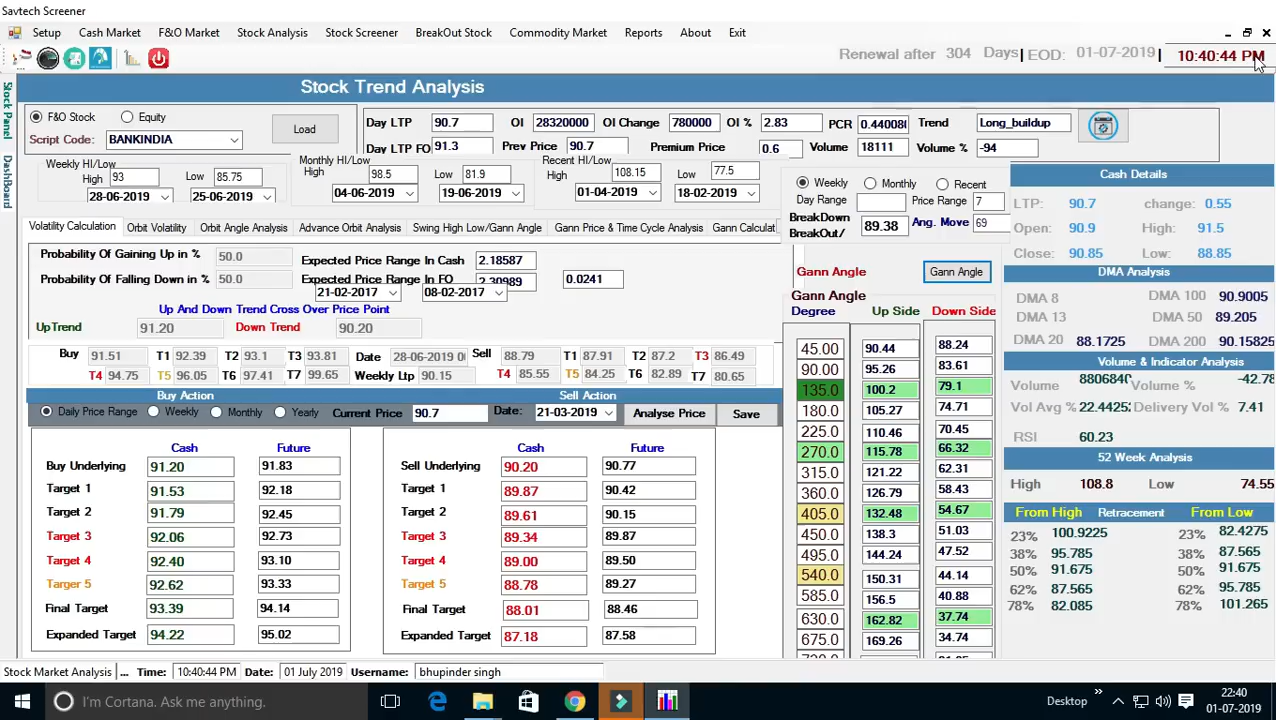 Savtech Screener
Setup Cash Market F&O Market Stock Analysis Stock Screener BreakOut Stock Commodity Market Reports About Exit
Renewal after 304 Days| EOD: 01-07-2019 | 10:40:44 PM
Stock Panel
DashBoard
Stock Trend Analysis
F&O Stock Equity
Script Code: BANKINDIA Load
Day LTP 90.7 OI 28320000 OI Change 780000 OI % 2.83 PCR 0.440080 Trend Long_buildup
Day LTP FO 91.3 Prev Price 90.7 Premium Price 0.6 Volume 18111 Volume % -94
Weekly HI/Low
High 93 Low 85.75
28-06-2019 25-06-2019
Monthly HI/Low
High 98.5 Low 81.9
04-06-2019 19-06-2019
Recent HI/Low
High 108.15 Low 77.5
01-04-2019 18-02-2019
Weekly Monthly Recent
Day Range Price Range 7
BreakDown
BreakOut/ 89.38 Ang. Move 69
Volatility Calculation Orbit Volatility Orbit Angle Analysis Advance Orbit Analysis Swing High Low/Gann Angle Gann Price & Time Cycle Analysis Gann Calculat
Probability Of Gaining Up in % 50.0 Expected Price Range In Cash 2.18587
Probability Of Falling Down in % 50.0 Expected Price Range In FO 2.30989 0.0241
21-02-2017 08-02-2017
Up And Down Trend Cross Over Price Point
UpTrend 91.20 Down Trend 90.20
Buy 91.51 T1 92.39 T2 93.1 T3 93.81 Date 28-06-2019 Sell 88.79 T1 87.91 T2 87.2 T3 86.49
T4 94.75 T5 96.05 T6 97.41 T7 99.65 Weekly Ltp 90.15 T4 85.55 T5 84.25 T6 82.89 T7 80.65
Buy Action Sell Action
Daily Price Range Weekly Monthly Yearly Current Price 90.7 Date: 21-03-2019 Analyse Price Save
Cash Future
Buy Underlying 91.20 91.83
Target 1 91.53 92.18
Target 2 91.79 92.45
Target 3 92.06 92.73
Target 4 92.40 93.10
Targer 5 92.62 93.33
Final Target 93.39 94.14
Expanded Target 94.22 95.02
Cash Future
Sell Underlying 90.20 90.77
Target 1 89.87 90.42
Target 2 89.61 90.15
Target 3 89.34 89.87
Target 4 89.00 89.50
Targer 5 88.78 89.27
Final Target 88.01 88.46
Expanded Target 87.18 87.58
Gann Angle Gann Angle
Gann Angle
Degree Up Side Down Side
45.00 90.44 88.24
90.00 95.26 83.61
135.0 100.2 79.1
180.0 105.27 74.71
225.0 110.46 70.45
270.0 115.78 66.32
315.0 121.22 62.31
360.0 126.79 58.43
405.0 132.48 54.67
450.0 138.3 51.03
495.0 144.24 47.52
540.0 150.31 44.14
585.0 156.5 40.88
630.0 162.82 37.74
675.0 169.26 34.74
Cash Details
LTP: 90.7 change: 0.55
Open: 90.9 High: 91.5
Close: 90.85 Low: 88.85
DMA Analysis
DMA 8 DMA 100 90.9005
DMA 13 DMA 50 89.205
DMA 20 88.1725 DMA 200 90.15825
Volume & Indicator Analysis
Volume 880684 Volume % -42.78
Vol Avg % 22.4425 Delivery Vol % 7.41
RSI 60.23
52 Week Analysis
High 108.8 Low 74.55
From High Retracement From Low
23% 100.9225 23% 82.4275
38% 95.785 38% 87.565
50% 91.675 50% 91.675
62% 87.565 62% 95.785
78% 82.085 78% 101.265
Stock Market Analysis ... Time: 10:40:44 PM Date: 01 July 2019 Username: bhupinder singh
I'm Cortana. Ask me anything. Desktop 22:40
01-07-2019